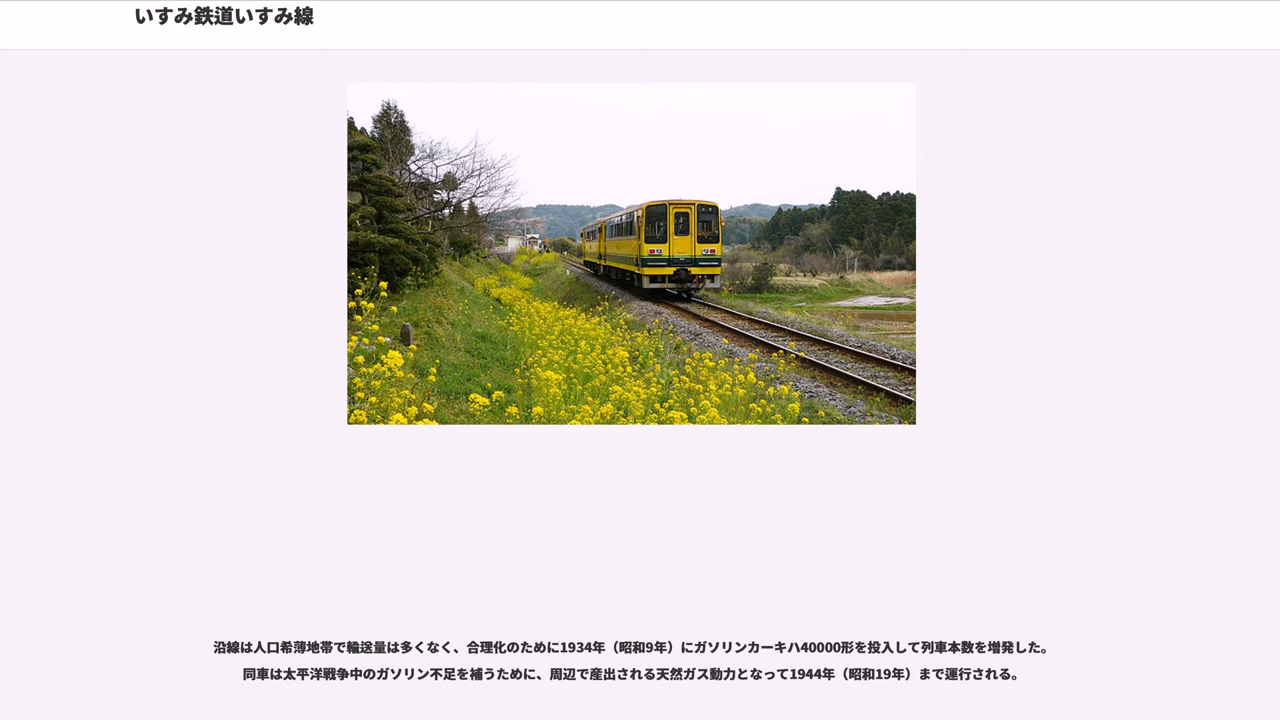 いすみ鉄道いすみ線
沿線は人口希薄地帯で輸送量は多くなく、合理化のために1934年（昭和9年）にガソリンカーキハ40000形を投入して列車本数を増発した。
同車は太平洋戦争中のガソリン不足を補うために、周辺で産出される天然ガス動力となって1944年（昭和19年）まで運行される。